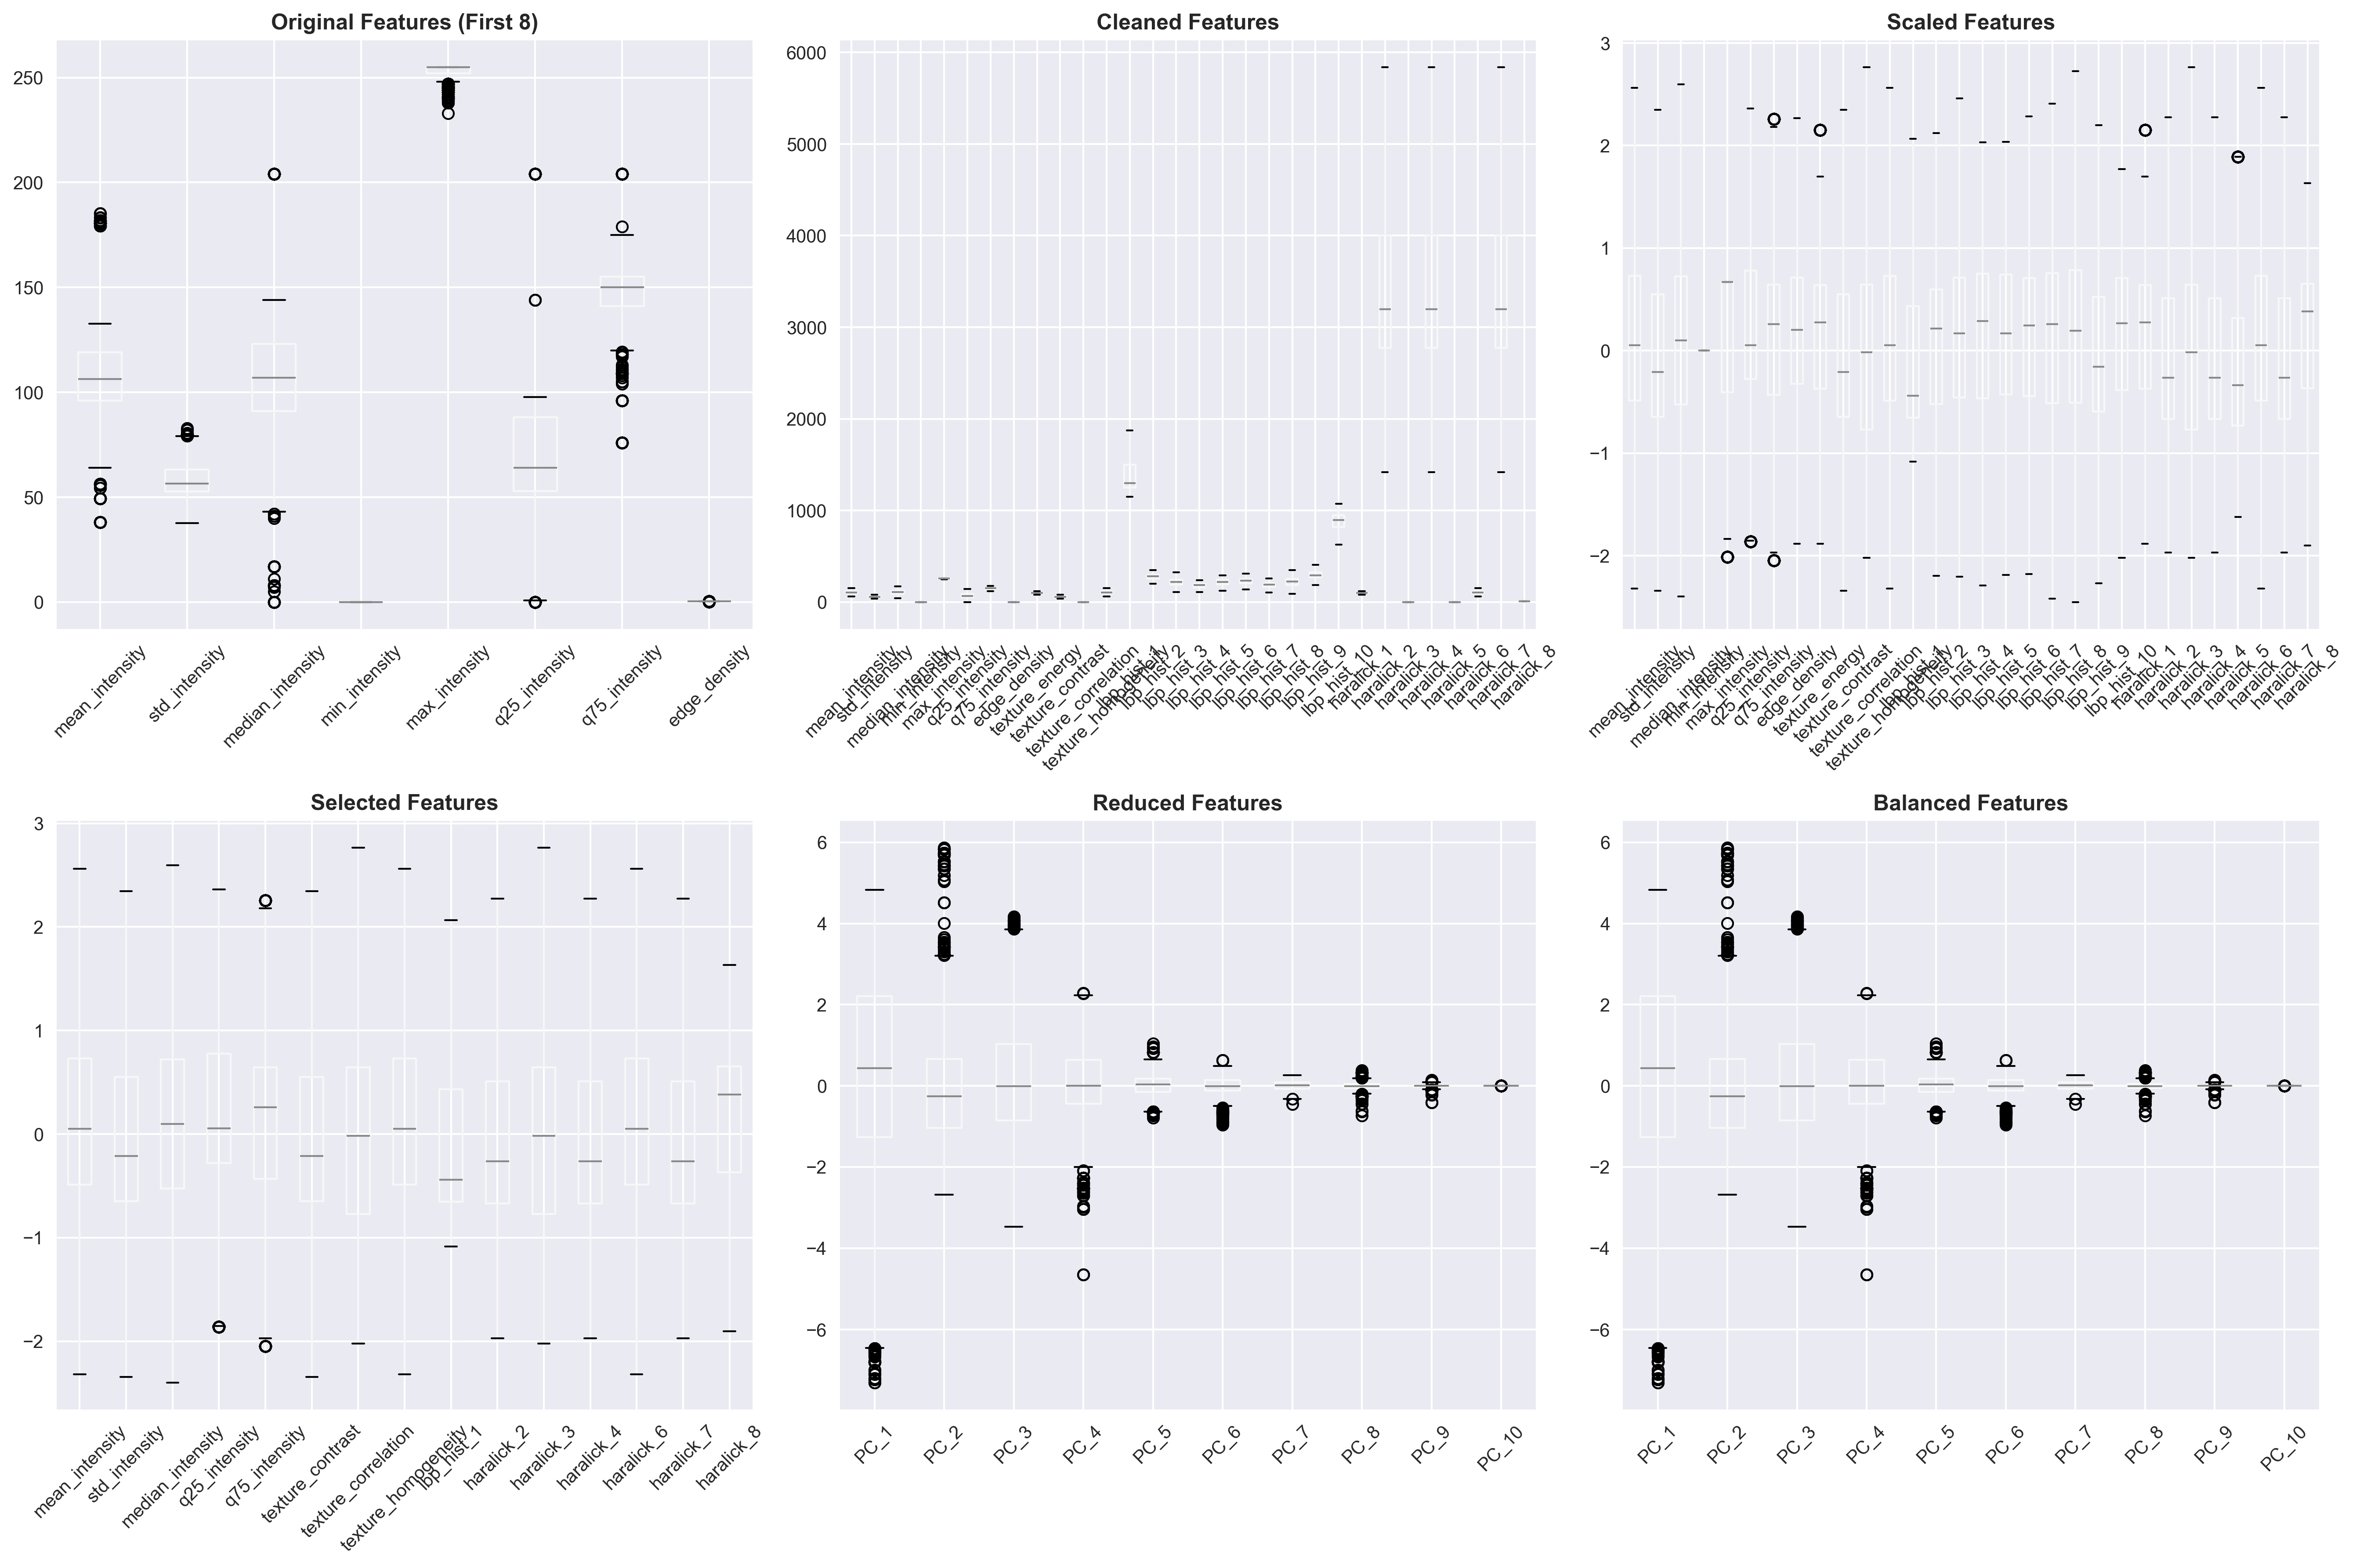 Original Features (First 8)
250
200
150
100
50
0
mean_intensity
std_intensity
median_intensity
min_intensity
max_intensity
q25_intensity
q75_intensity
edge_density
Cleaned Features
6000
5000
4000
3000
2000
1000
0
mean_intensity
std_intensity
median_intensity
min_intensity
max_intensity
q25_intensity
q75_intensity
edge_density
texture_energy
texture_contrast
texture_correlation
texture_homogeneity
lbp_hist_1
lbp_hist_2
lbp_hist_3
lbp_hist_4
lbp_hist_5
lbp_hist_6
lbp_hist_7
lbp_hist_8
lbp_hist_9
lbp_hist_10
haralick_1
haralick_2
haralick_3
haralick_4
haralick_5
haralick_6
haralick_7
haralick_8
Scaled Features
3
2
1
0
−1
−2
mean_intensity
std_intensity
median_intensity
min_intensity
max_intensity
q25_intensity
q75_intensity
edge_density
texture_energy
texture_contrast
texture_correlation
texture_homogeneity
lbp_hist_1
lbp_hist_2
lbp_hist_3
lbp_hist_4
lbp_hist_5
lbp_hist_6
lbp_hist_7
lbp_hist_8
lbp_hist_9
lbp_hist_10
haralick_1
haralick_2
haralick_3
haralick_4
haralick_5
haralick_6
haralick_7
haralick_8
Selected Features
3
2
1
0
−1
−2
mean_intensity
std_intensity
median_intensity
q25_intensity
q75_intensity
texture_contrast
texture_correlation
texture_homogeneity
lbp_hist_1
haralick_2
haralick_3
haralick_4
haralick_6
haralick_7
haralick_8
Reduced Features
6
4
2
0
−2
−4
−6
PC_1
PC_2
PC_3
PC_4
PC_5
PC_6
PC_7
PC_8
PC_9
PC_10
Balanced Features
6
4
2
0
−2
−4
−6
PC_1
PC_2
PC_3
PC_4
PC_5
PC_6
PC_7
PC_8
PC_9
PC_10